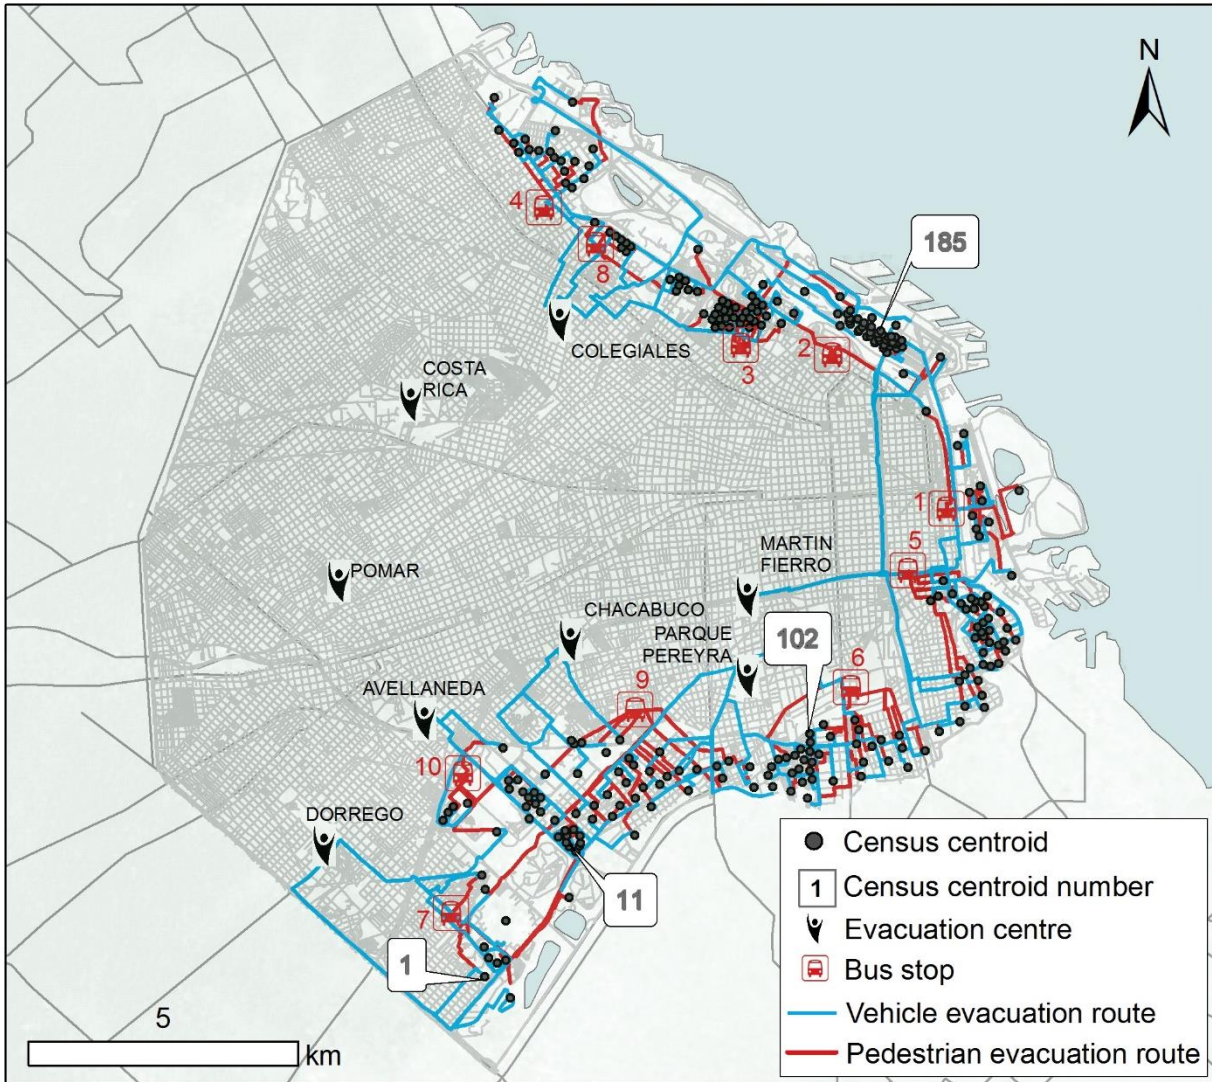 N
185
4
8
COLEGIALES
3
2
COSTA
RICA
1
5
MARTIN
FIERRO
POMAR
CHACABUCO
PARQUE
PEREYRA
102
6
9
AVELLANEDA
10
DORREGO
11
7
1
5
km
Census centroid
1 Census centroid number
Evacuation centre
Bus stop
Vehicle evacuation route
Pedestrian evacuation route